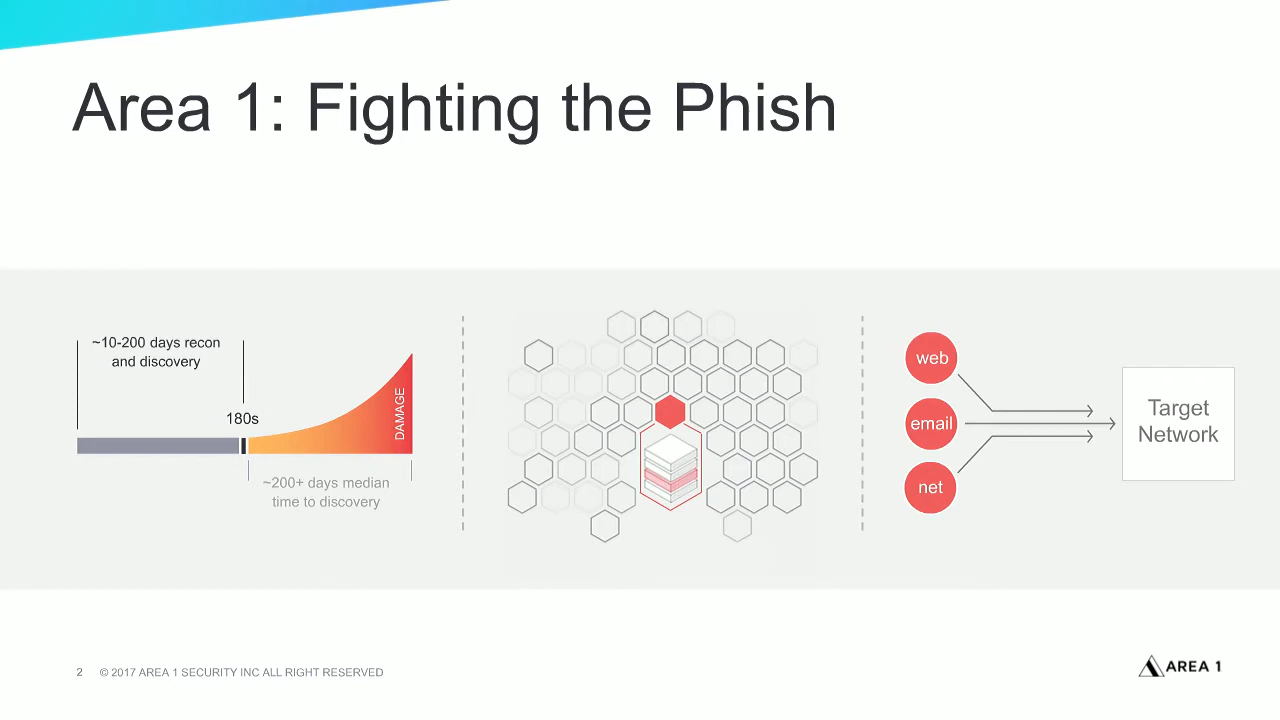 Area 1: Fighting the Phish
~10-200 days recon
and discovery
180s
DAMAGE
~200+ days median
time to discovery
web
email
net
Target
Network
2 © 2017 AREA 1 SECURITY INC ALL RIGHT RESERVED
AREA 1